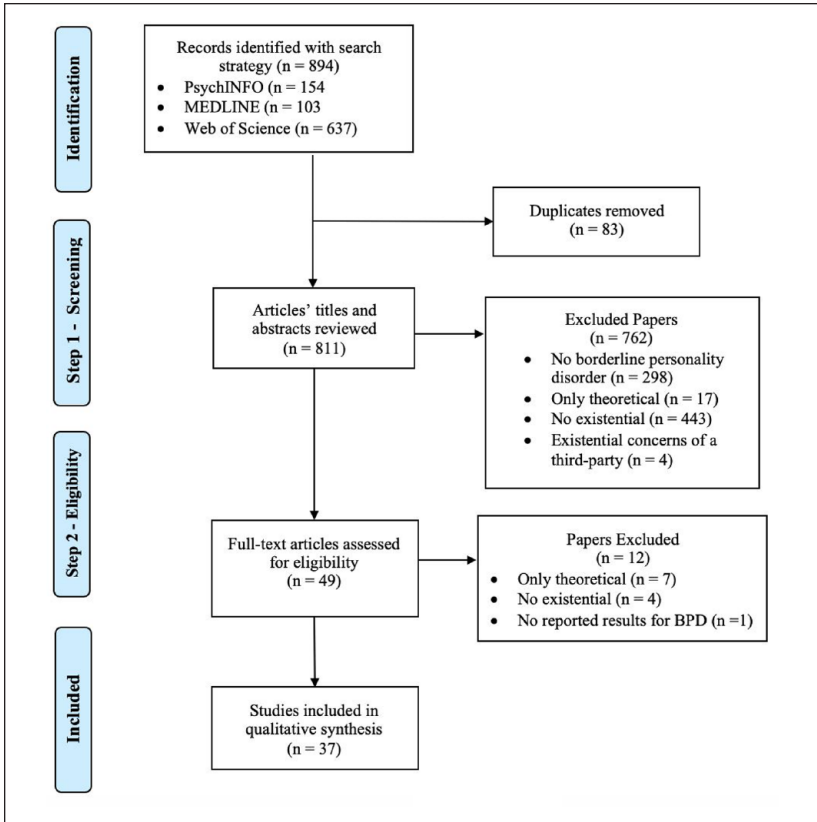 Identification
Records identified with search
strategy (n = 894)
• PsychINFO (n = 154
• MEDLINE (n = 103
• Web of Science (n = 637)
Duplicates removed
(n = 83)
Step 1 - Screening
Articles' titles and
abstracts reviewed
(n = 811)
Excluded Papers
(n = 762)
• No borderline personality
disorder (n = 298)
• Only theoretical (n = 17)
• No existential (n = 443)
• Existential concerns of a
third-party (n = 4)
Step 2 - Eligibility
Full-text articles assessed
for eligibility
(n = 49)
Papers Excluded
(n = 12)
• Only theoretical (n = 7)
• No existential (n = 4)
• No reported results for BPD (n =1)
Included
Studies included in
qualitative synthesis
(n = 37)